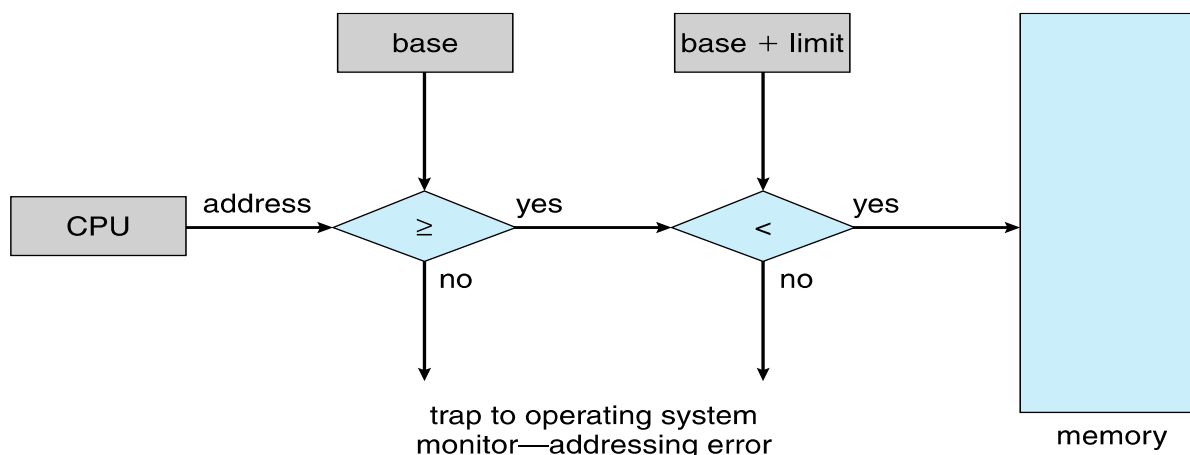 base
base + limit
CPU
address
≥
yes
<
yes
no
no
trap to operating system
monitor—addressing error
memory